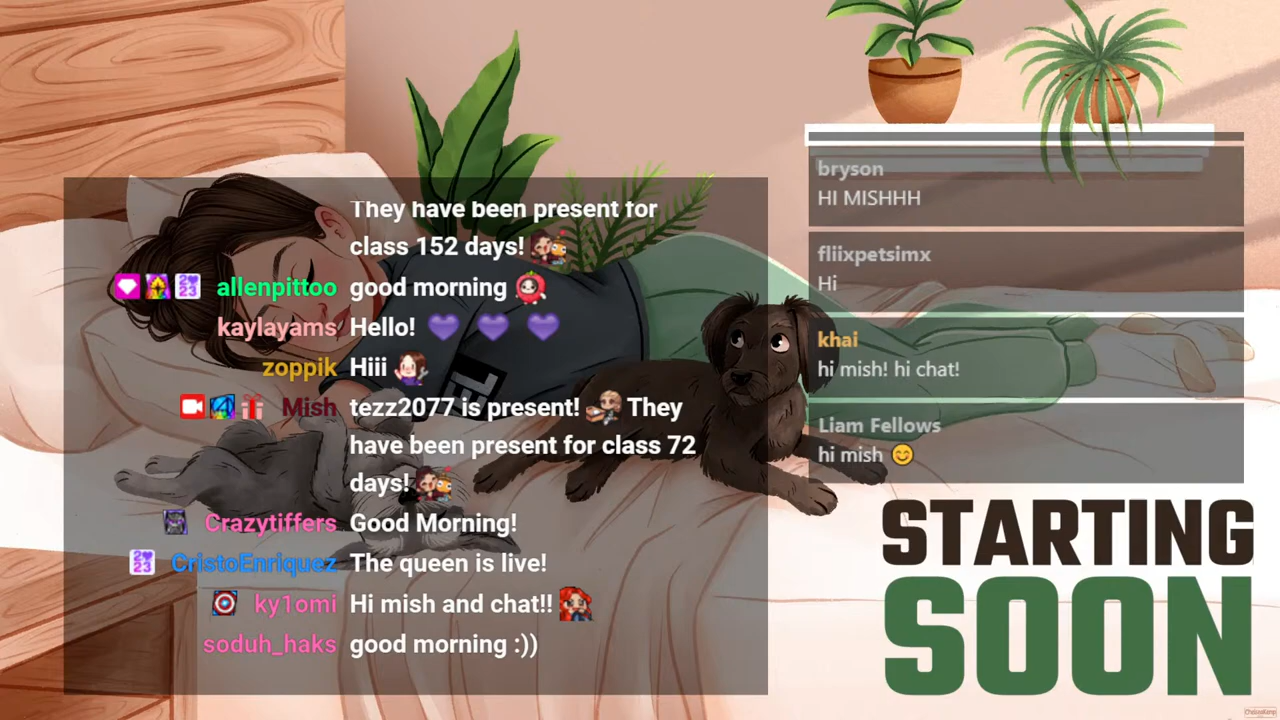 They have been present for
class 152 days!
allenpittoo good morning
kaylayams Hello! 💜 💜 💜
zoppik Hiii
Mish tezz2077 is present! They
have been present for class 72
days!
Crazytiffers Good Morning!
CristoEnriquez The queen is live!
ky1omi Hi mish and chat!!
soduh_haks good morning :))
bryson
HI MISHHH
fliixpetsimx
Hi
khai
hi mish! hi chat!
Liam Fellows
hi mish 😊
STARTING
SOON